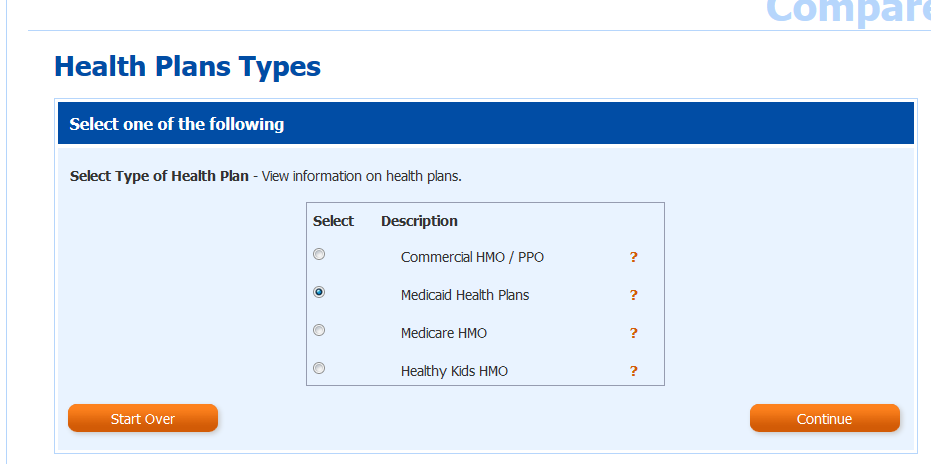 Compare
Health Plans Types
Select one of the following
Select Type of Health Plan - View information on health plans.
Select Description
Commercial HMO / PPO ?
Medicaid Health Plans ?
Medicare HMO ?
Healthy Kids HMO ?
Start Over Continue